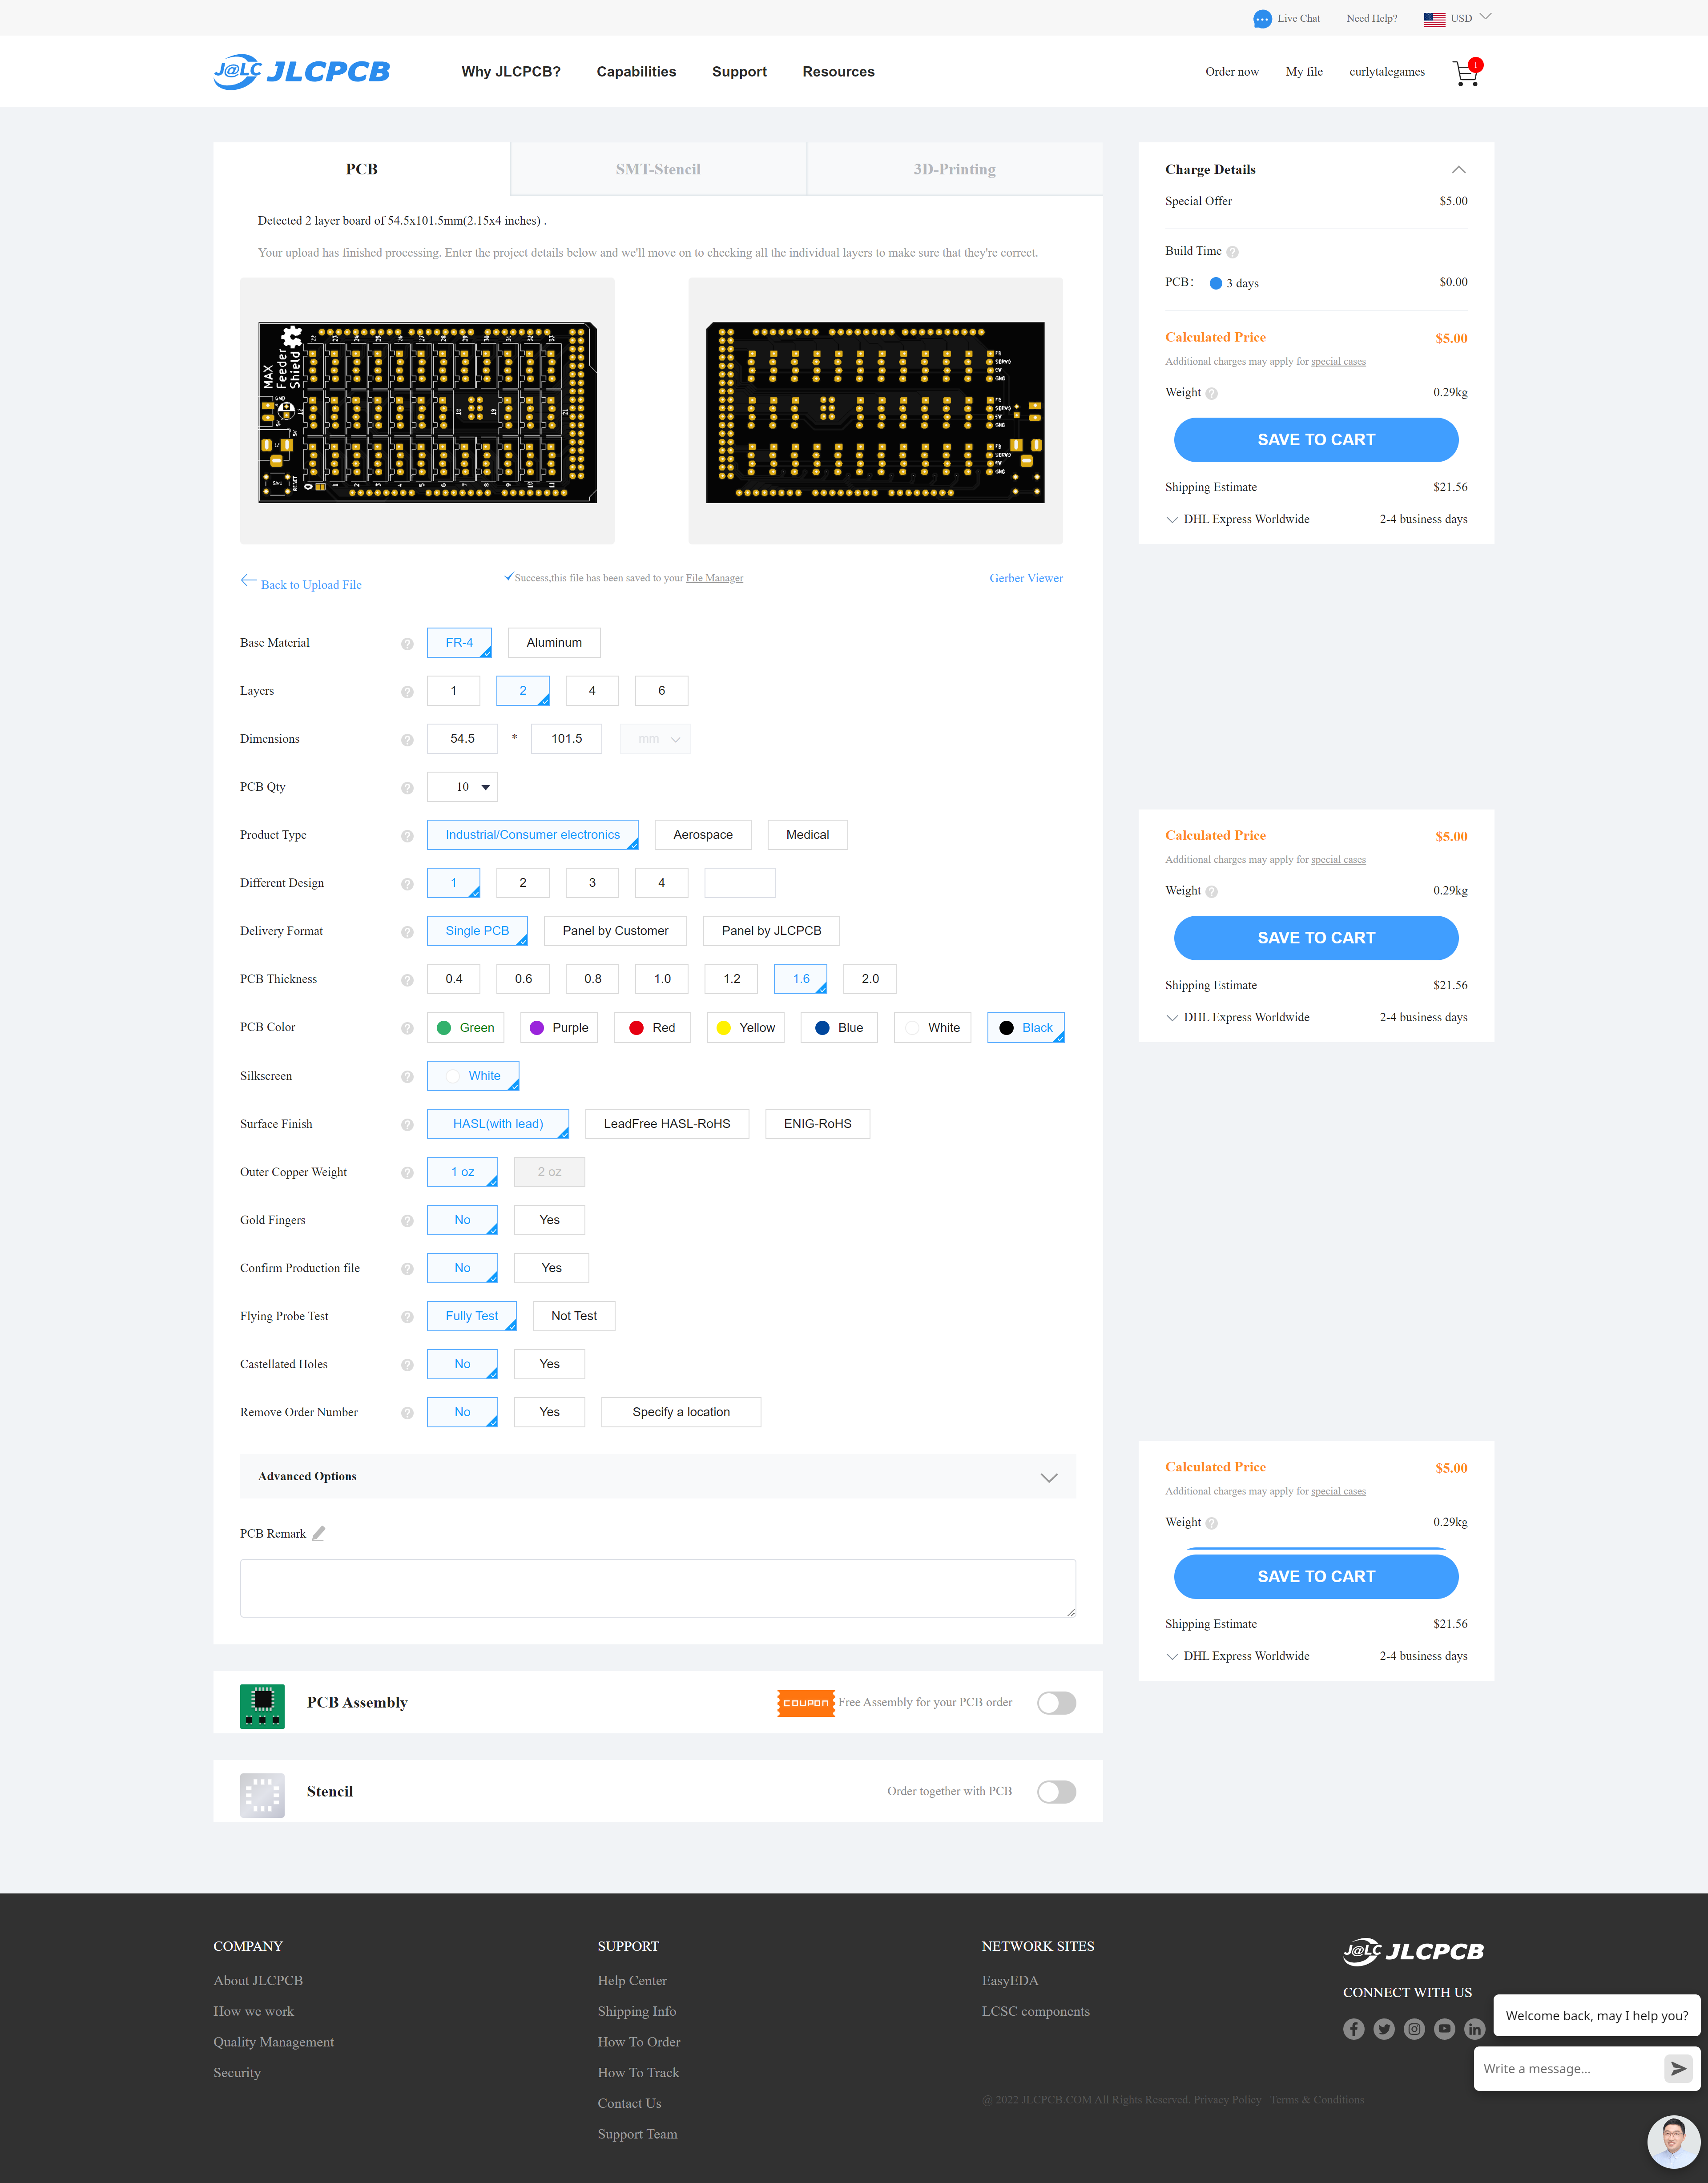 Live Chat
Need Help?
USD
J@LC JLCPCB
Why JLCPCB?
Capabilities
Support
Resources
Order now
My file
curlytalegames
1
PCB
SMT-Stencil
3D-Printing
Detected 2 layer board of 54.5x101.5mm(2.15x4 inches) .
Your upload has finished processing. Enter the project details below and we'll move on to checking all the individual layers to make sure that they're correct.
MAX
Feeder
Shield
Back to Upload File
Success,this file has been saved to your File Manager
Gerber Viewer
Base Material ? FR-4 Aluminum
Layers ? 1 2 4 6
Dimensions ? 54.5 * 101.5 mm
PCB Qty ? 10
Product Type ? Industrial/Consumer electronics Aerospace Medical
Different Design ? 1 2 3 4
Delivery Format ? Single PCB Panel by Customer Panel by JLCPCB
PCB Thickness ? 0.4 0.6 0.8 1.0 1.2 1.6 2.0
PCB Color ? Green Purple Red Yellow Blue White Black
Silkscreen ? White
Surface Finish ? HASL(with lead) LeadFree HASL-RoHS ENIG-RoHS
Outer Copper Weight ? 1 oz 2 oz
Gold Fingers ? No Yes
Confirm Production file ? No Yes
Flying Probe Test ? Fully Test Not Test
Castellated Holes ? No Yes
Remove Order Number ? No Yes Specify a location
Advanced Options
PCB Remark
PCB Assembly
COUPON Free Assembly for your PCB order
Stencil
Order together with PCB
Charge Details
Special Offer $5.00
Build Time ?
PCB: 3 days $0.00
Calculated Price $5.00
Additional charges may apply for special cases
Weight ? 0.29kg
SAVE TO CART
Shipping Estimate $21.56
DHL Express Worldwide 2-4 business days
Calculated Price $5.00
Additional charges may apply for special cases
Weight ? 0.29kg
SAVE TO CART
Shipping Estimate $21.56
DHL Express Worldwide 2-4 business days
Calculated Price $5.00
Additional charges may apply for special cases
Weight ? 0.29kg
SAVE TO CART
Shipping Estimate $21.56
DHL Express Worldwide 2-4 business days
COMPANY
About JLCPCB
How we work
Quality Management
Security
SUPPORT
Help Center
Shipping Info
How To Order
How To Track
Contact Us
Support Team
NETWORK SITES
EasyEDA
LCSC components
J@LC JLCPCB
CONNECT WITH US
@ 2022 JLCPCB.COM All Rights Reserved. Privacy Policy Terms & Conditions
Welcome back, may I help you?
Write a message...